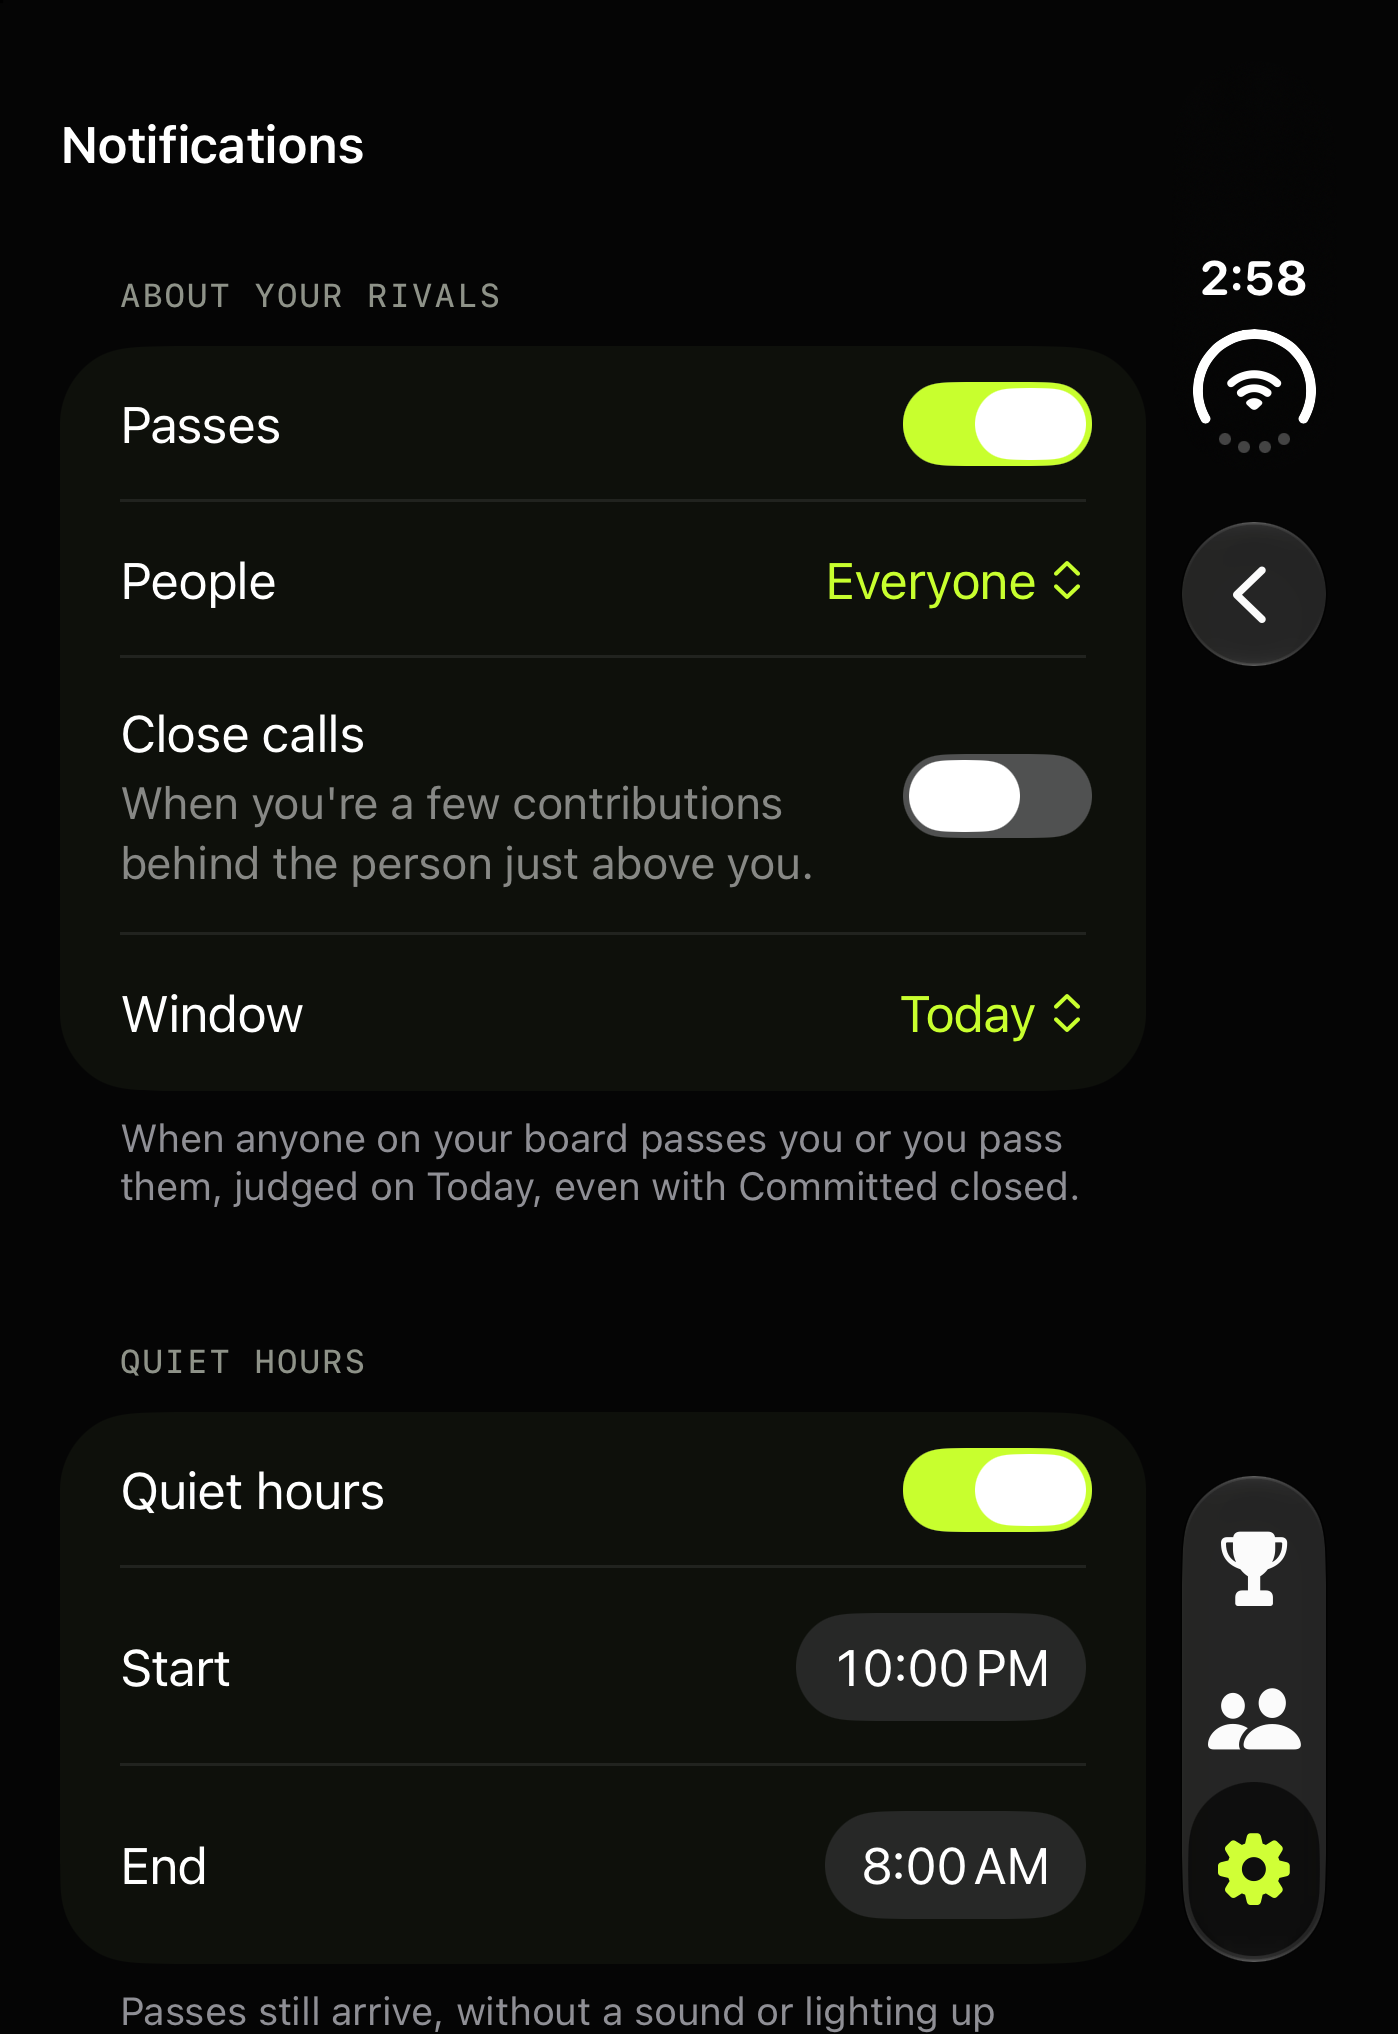 Notifications
2:58
ABOUT YOUR RIVALS
Passes
People
Everyone
Close calls
When you're a few contributions
behind the person just above you.
Window
Today
When anyone on your board passes you or you pass
them, judged on Today, even with Committed closed.
QUIET HOURS
Quiet hours
Start
10:00 PM
End
8:00 AM
Passes still arrive, without a sound or lighting up